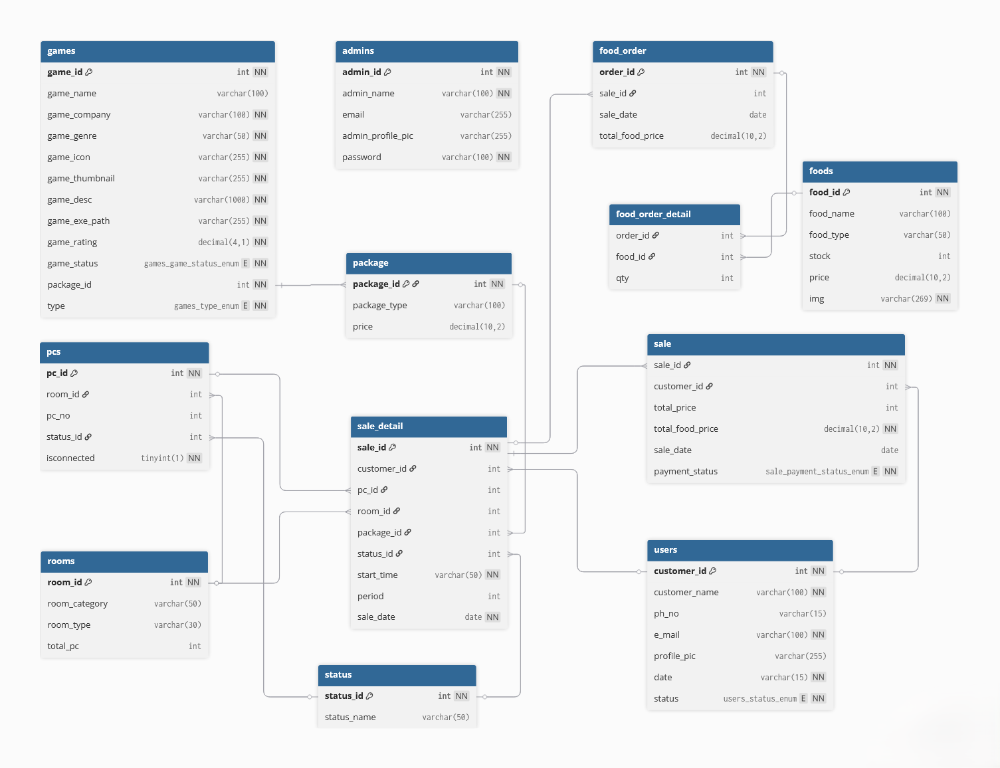 games
game_id int NN
game_name varchar(100)
game_company varchar(100) NN
game_genre varchar(50) NN
game_icon varchar(255) NN
game_thumbnail varchar(255) NN
game_desc varchar(1000) NN
game_exe_path varchar(255) NN
game_rating decimal(4,1) NN
game_status games_game_status_enum E NN
package_id int NN
type games_type_enum E NN
admins
admin_id int NN
admin_name varchar(100) NN
email varchar(255)
admin_profile_pic varchar(255)
password varchar(100) NN
food_order
order_id int NN
sale_id int
sale_date date
total_food_price decimal(10,2)
foods
food_id int NN
food_name varchar(100)
food_type varchar(50)
stock int
price decimal(10,2)
img varchar(269) NN
food_order_detail
order_id int
food_id int
qty int
package
package_id int NN
package_type varchar(100)
price decimal(10,2)
pcs
pc_id int NN
room_id int
pc_no int
status_id int
isconnected tinyint(1) NN
sale
sale_id int NN
customer_id int
total_price int
total_food_price decimal(10,2) NN
sale_date date
payment_status sale_payment_status_enum E NN
sale_detail
sale_id int NN
customer_id int
pc_id int
room_id int
package_id int
status_id int
start_time varchar(50) NN
period int
sale_date date NN
rooms
room_id int NN
room_category varchar(50)
room_type varchar(30)
total_pc int
users
customer_id int NN
customer_name varchar(100) NN
ph_no varchar(15)
e_mail varchar(100) NN
profile_pic varchar(255)
date varchar(15) NN
status users_status_enum E NN
status
status_id int NN
status_name varchar(50)